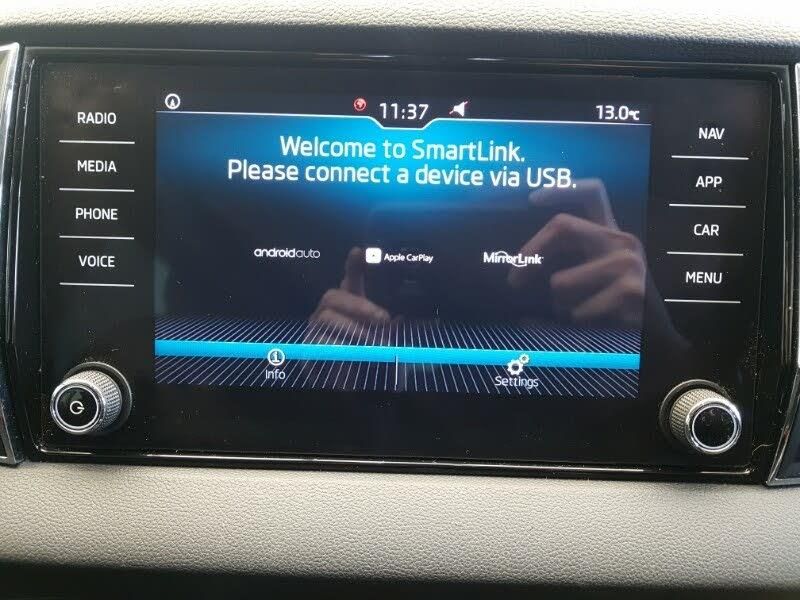 RADIO
MEDIA
PHONE
VOICE
11:37
13.0°C
Welcome to SmartLink.
Please connect a device via USB.
androidauto
Apple CarPlay
MirrorLink
Info
Settings
NAV
APP
CAR
MENU